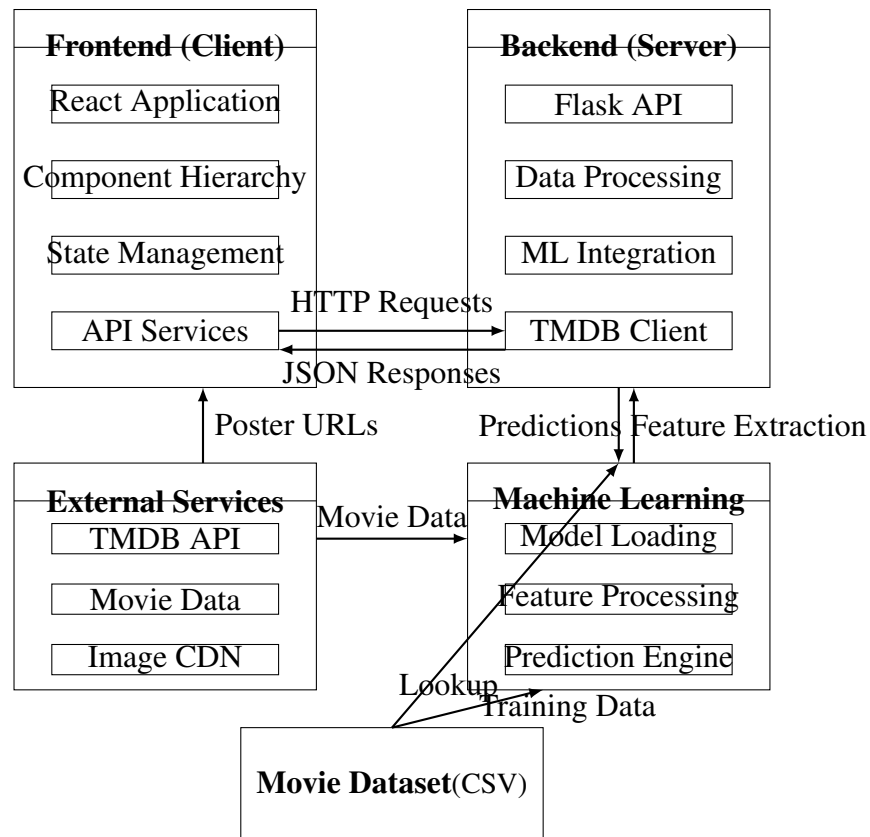 Frontend (Client)
React Application
Component Hierarchy
State Management
API Services
Backend (Server)
Flask API
Data Processing
ML Integration
TMDB Client
HTTP Requests
JSON Responses
Poster URLs
Predictions
Feature Extraction
External Services
TMDB API
Movie Data
Image CDN
Movie Data
Machine Learning
Model Loading
Feature Processing
Prediction Engine
Lookup
Training Data
Movie Dataset(CSV)